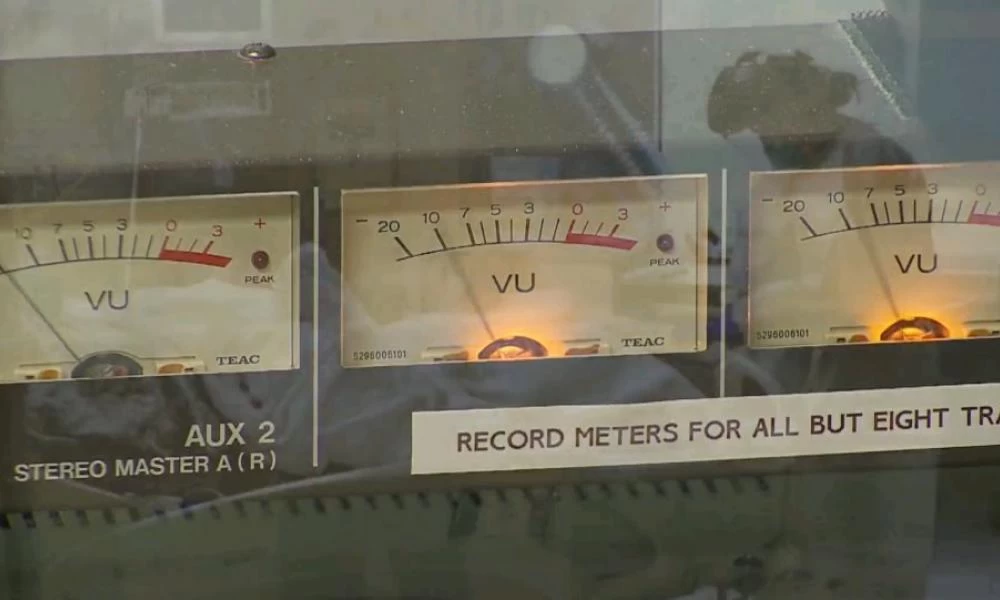 10 7 5 3 0 3 +
PEAK
VU
TEAC
AUX 2
STEREO MASTER A(R)
- 20 10 7 5 3 0 3 +
PEAK
VU
5296006101
TEAC
- 20 10 7 5 3 0
VU
5296006101
RECORD METERS FOR ALL BUT EIGHT TRA